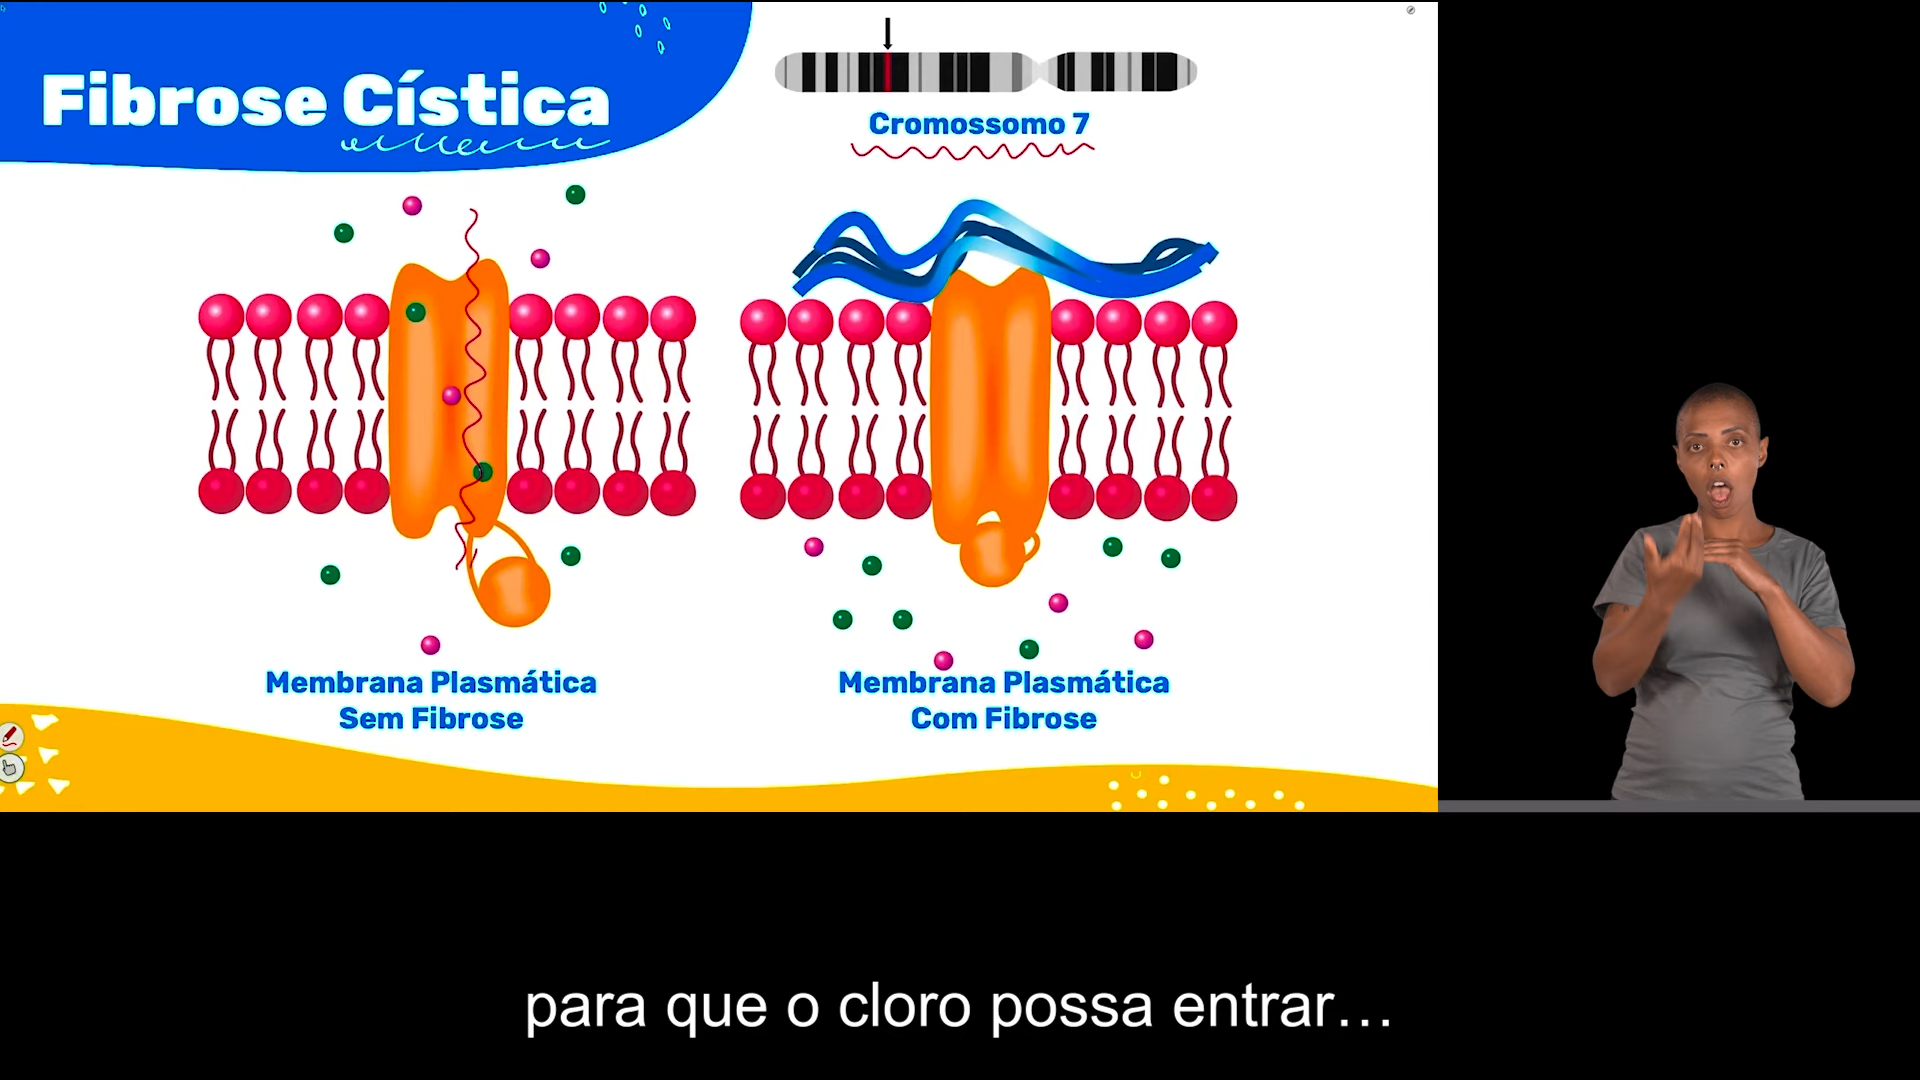 Fibrose Cística
Cromossomo 7
Membrana Plasmática
Sem Fibrose
Membrana Plasmática
Com Fibrose
para que o cloro possa entrar...